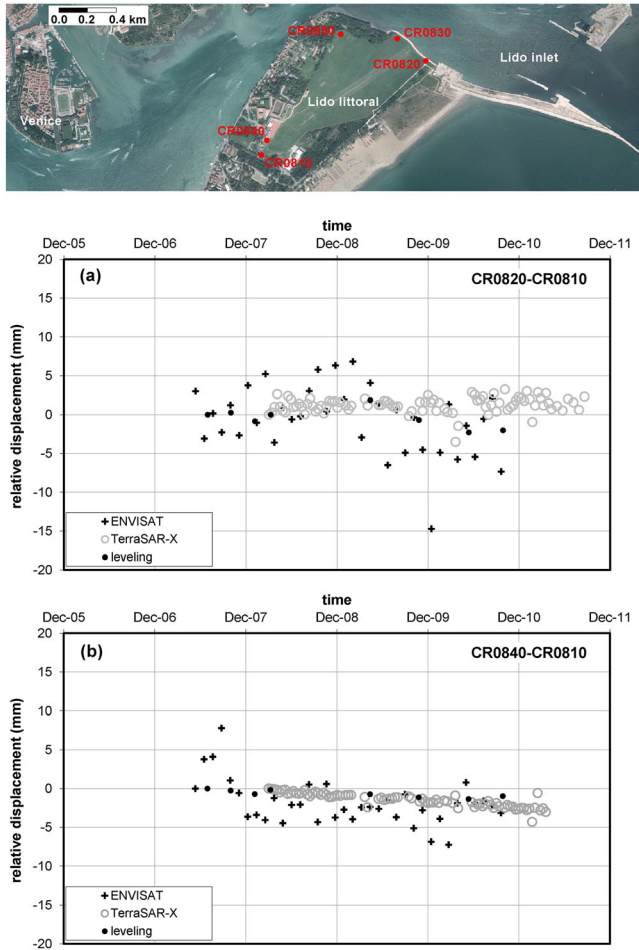 0.0 0.2 0.4 km
CR0860
CR0830
CR0820
Lido inlet
Lido littoral
Venice
CR0840
CR0810
time
Dec-05 Dec-06 Dec-07 Dec-08 Dec-09 Dec-10 Dec-11
20
(a)
CR0820-CR0810
15
10
5
0
-5
-10
-15
-20
relative displacement (mm)
ENVISAT
TerraSAR-X
leveling
time
Dec-05 Dec-06 Dec-07 Dec-08 Dec-09 Dec-10 Dec-11
20
(b)
CR0840-CR0810
15
10
5
0
-5
-10
-15
-20
relative displacement (mm)
ENVISAT
TerraSAR-X
leveling